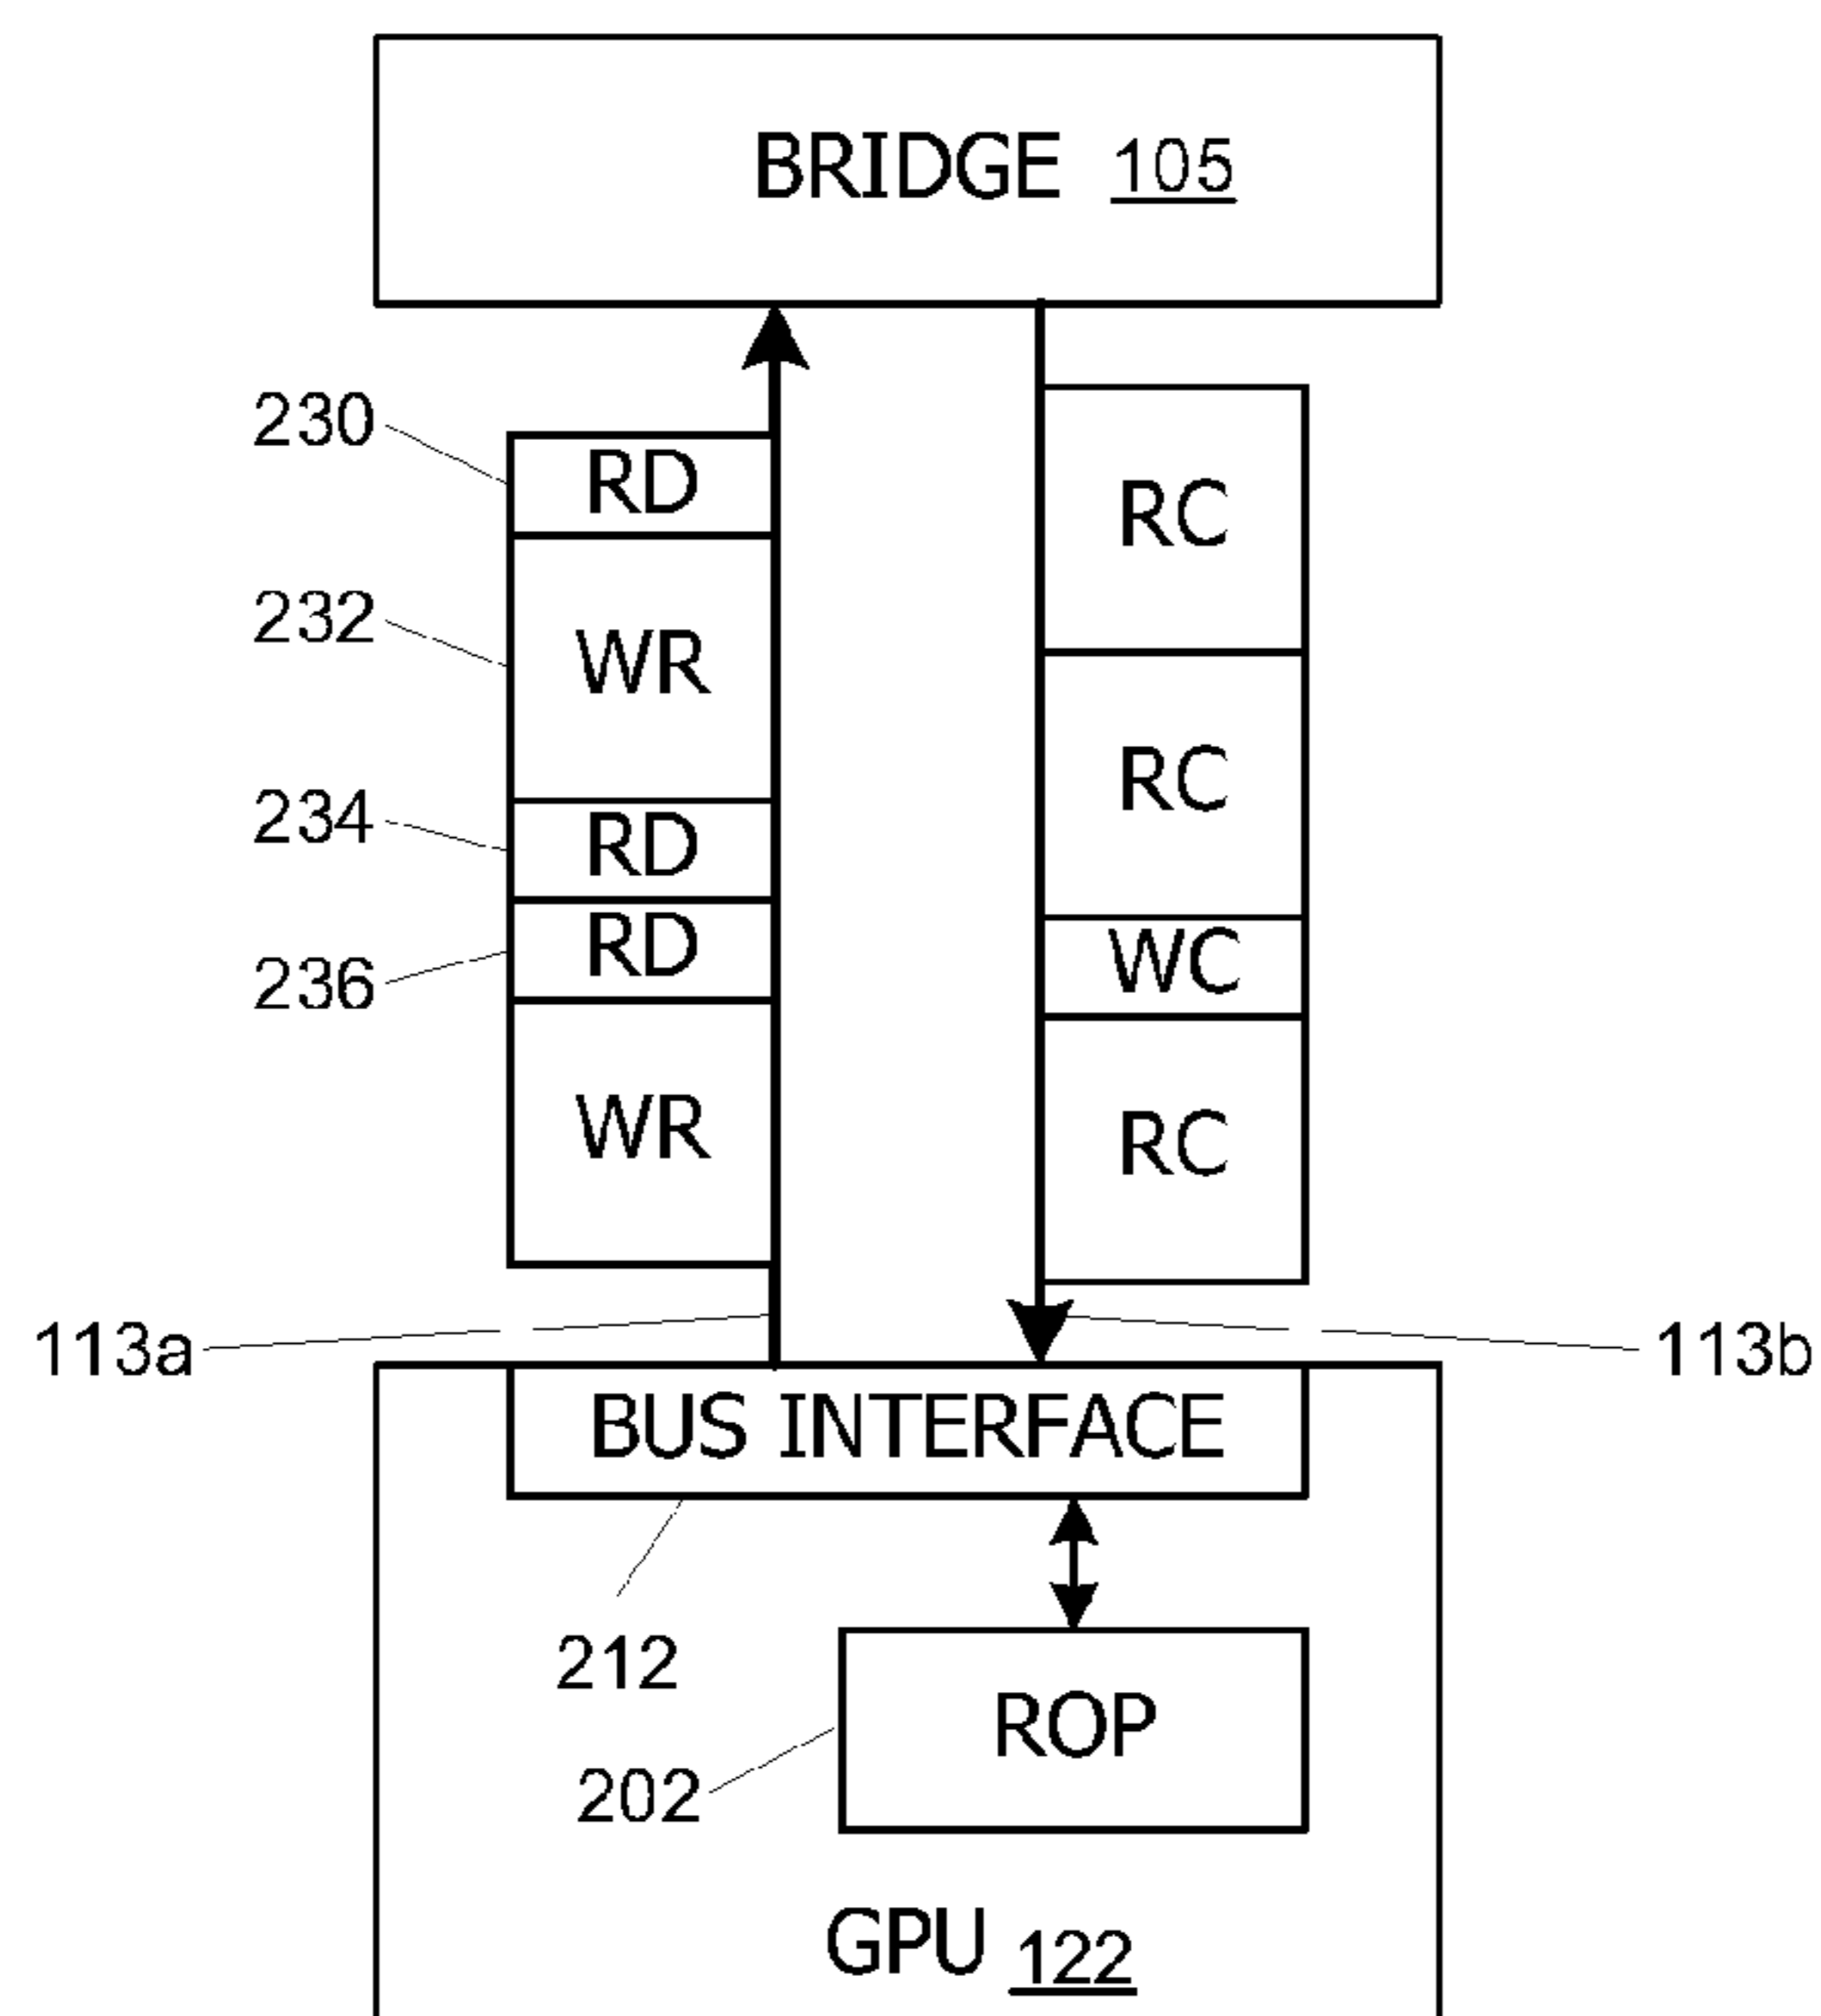 BRIDGE 105
230
RD
RC
232
WR
RC
234
RD
236
RD
WC
WR
RC
113a
113b
BUS INTERFACE
212
ROP
202
GPU 122